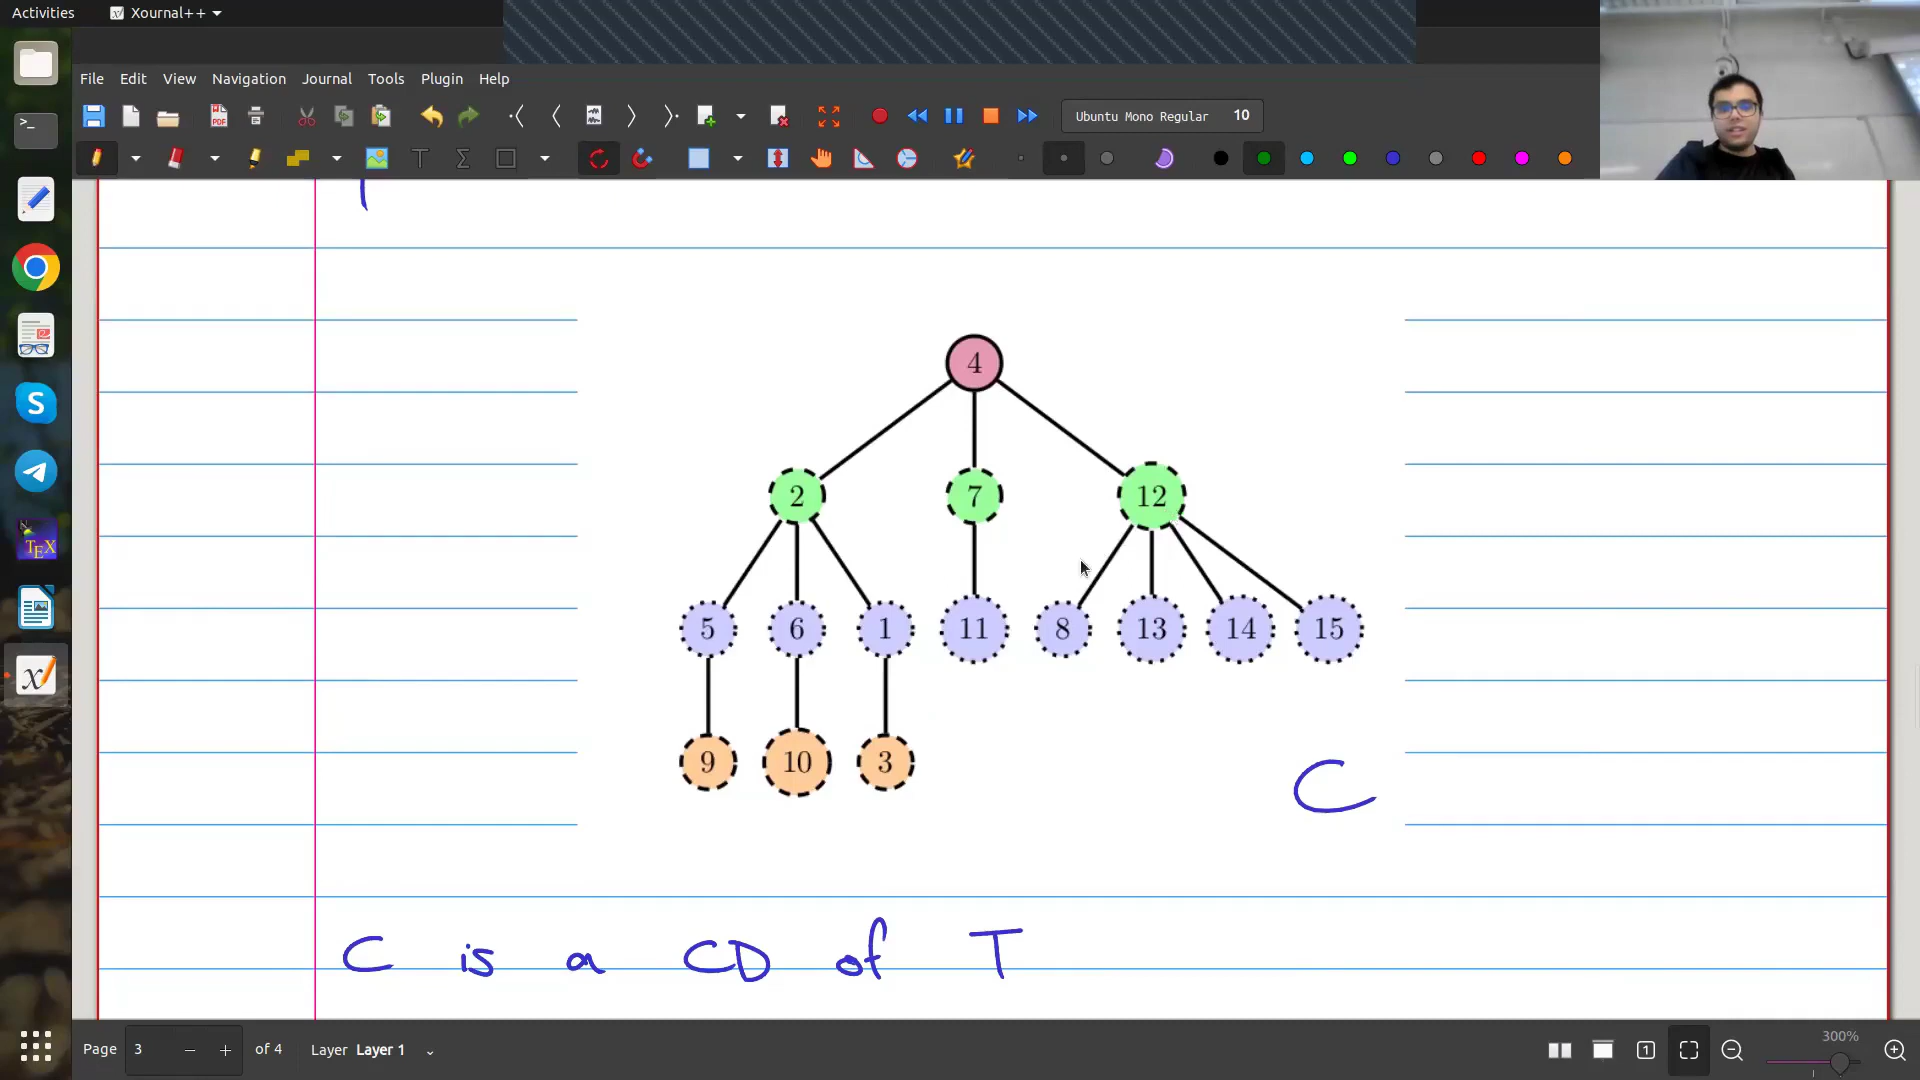 Activities Xournal++
File Edit View Navigation Journal Tools Plugin Help
Ubuntu Mono Regular 10
4
2 7 12
5 6 1 11 8 13 14 15
9 10 3
C
C is a CD of T
Page 3 of 4 Layer Layer 1 300%